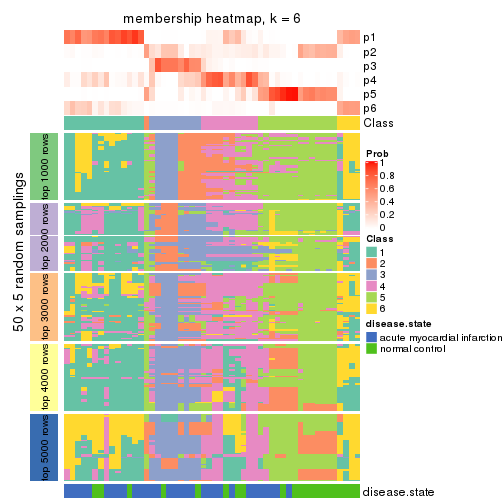 membership heatmap, k = 6
p1
p2
p3
p4
p5
p6
Class
50 x 5 random samplings
top 1000 rows
top 2000 rows
top 3000 rows
top 4000 rows
top 5000 rows
Prob
1
0.8
0.6
0.4
0.2
0
Class
1
2
3
4
5
6
disease.state
acute myocardial infarction
normal control
disease.state